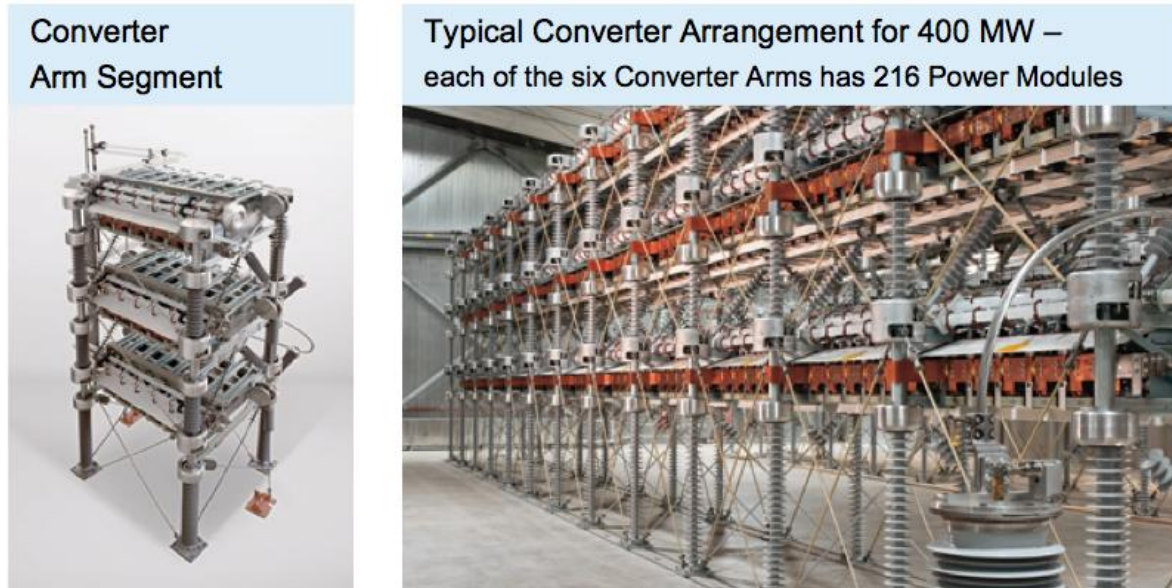 Converter
Arm Segment
Typical Converter Arrangement for 400 MW –
each of the six Converter Arms has 216 Power Modules